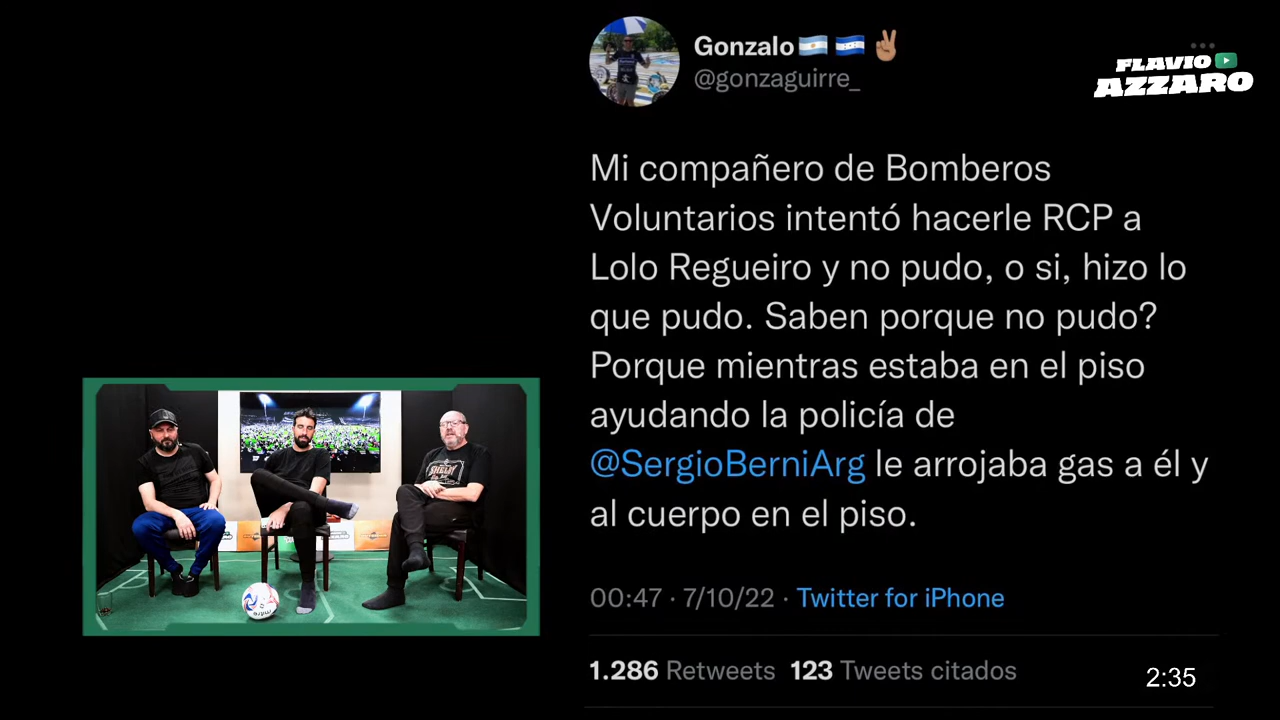 Gonzalo🇦🇷🇭🇳✌🏽
@gonzaguirre_
FLAVIO
AZZARO
Mi compañero de Bomberos
Voluntarios intentó hacerle RCP a
Lolo Regueiro y no pudo, o si, hizo lo
que pudo. Saben porque no pudo?
Porque mientras estaba en el piso
ayudando la policía de
@SergioBerniArg le arrojaba gas a él y
al cuerpo en el piso.
00:47 · 7/10/22 · Twitter for iPhone
1.286 Retweets 123 Tweets citados
2:35